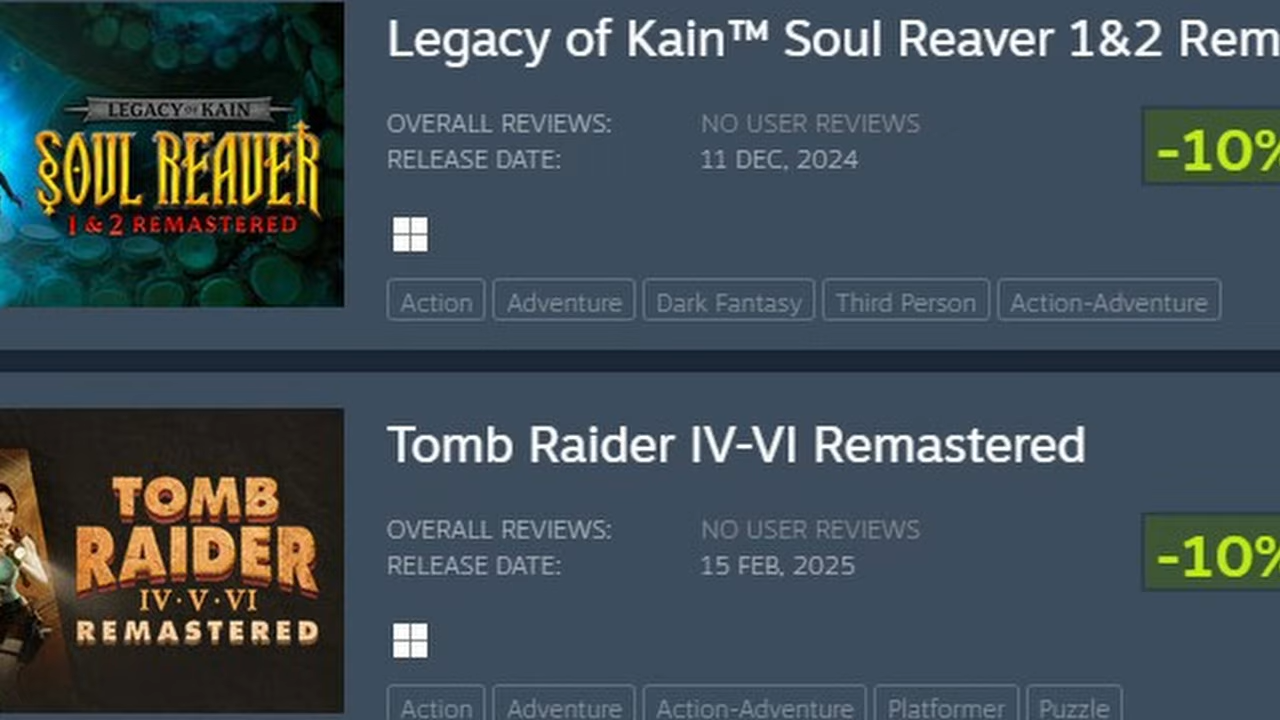 LEGACY OF KAIN
SOUL REAVER
1 & 2 REMASTERED
Legacy of Kain™ Soul Reaver 1&2 Rem
OVERALL REVIEWS: NO USER REVIEWS
RELEASE DATE: 11 DEC, 2024
-10%
Action Adventure Dark Fantasy Third Person Action-Adventure
TOMB
RAIDER
IV·V·VI
REMASTERED
Tomb Raider IV-VI Remastered
OVERALL REVIEWS: NO USER REVIEWS
RELEASE DATE: 15 FEB, 2025
-10%
Action Adventure Action-Adventure Platformer Puzzle